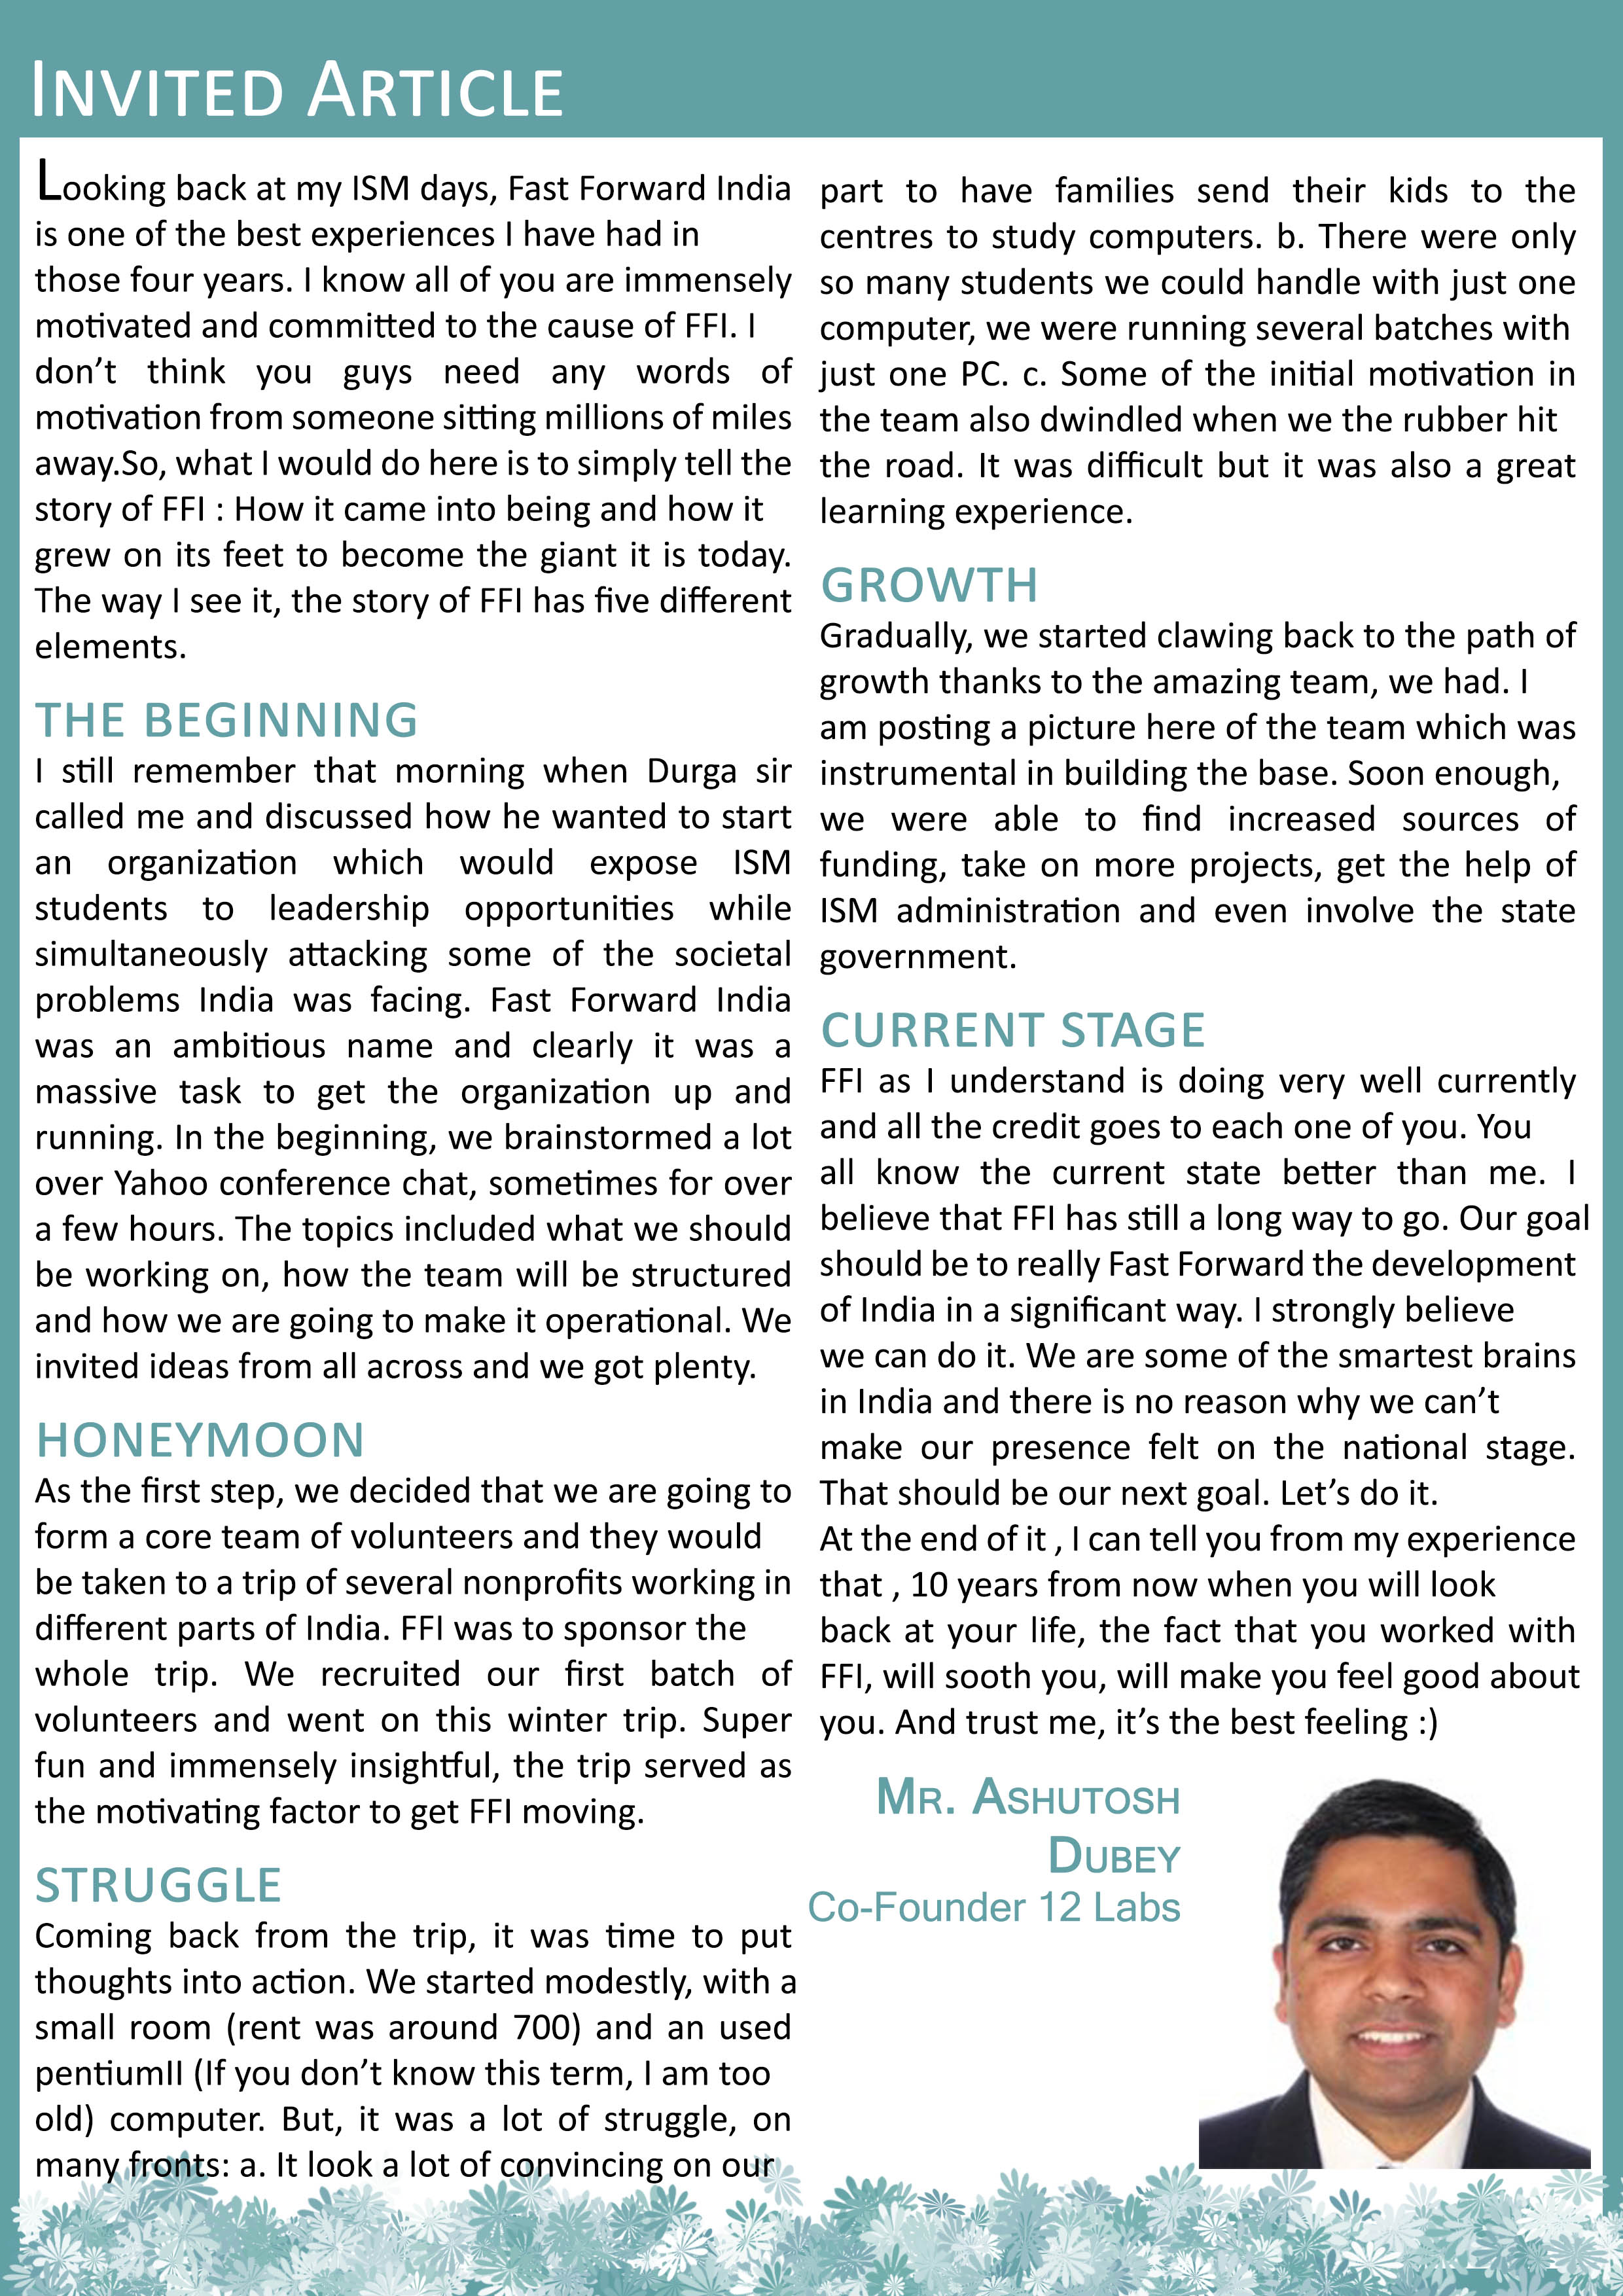 Invited Article
Looking back at my ISM days, Fast Forward India
is one of the best experiences I have had in
those four years. I know all of you are immensely
motivated and committed to the cause of FFI. I
don’t think you guys need any words of
motivation from someone sitting millions of miles
away.So, what I would do here is to simply tell the
story of FFI : How it came into being and how it
grew on its feet to become the giant it is today.
The way I see it, the story of FFI has five different
elements.
THE BEGINNING
I still remember that morning when Durga sir
called me and discussed how he wanted to start
an organization which would expose ISM
students to leadership opportunities while
simultaneously attacking some of the societal
problems India was facing. Fast Forward India
was an ambitious name and clearly it was a
massive task to get the organization up and
running. In the beginning, we brainstormed a lot
over Yahoo conference chat, sometimes for over
a few hours. The topics included what we should
be working on, how the team will be structured
and how we are going to make it operational. We
invited ideas from all across and we got plenty.
HONEYMOON
As the first step, we decided that we are going to
form a core team of volunteers and they would
be taken to a trip of several nonprofits working in
different parts of India. FFI was to sponsor the
whole trip. We recruited our first batch of
volunteers and went on this winter trip. Super
fun and immensely insightful, the trip served as
the motivating factor to get FFI moving.
STRUGGLE
Coming back from the trip, it was time to put
thoughts into action. We started modestly, with a
small room (rent was around 700) and an used
pentiumII (If you don’t know this term, I am too
old) computer. But, it was a lot of struggle, on
many fronts: a. It look a lot of convincing on our
part to have families send their kids to the
centres to study computers. b. There were only
so many students we could handle with just one
computer, we were running several batches with
just one PC. c. Some of the initial motivation in
the team also dwindled when we the rubber hit
the road. It was difficult but it was also a great
learning experience.
GROWTH
Gradually, we started clawing back to the path of
growth thanks to the amazing team, we had. I
am posting a picture here of the team which was
instrumental in building the base. Soon enough,
we were able to find increased sources of
funding, take on more projects, get the help of
ISM administration and even involve the state
government.
CURRENT STAGE
FFI as I understand is doing very well currently
and all the credit goes to each one of you. You
all know the current state better than me. I
believe that FFI has still a long way to go. Our goal
should be to really Fast Forward the development
of India in a significant way. I strongly believe
we can do it. We are some of the smartest brains
in India and there is no reason why we can’t
make our presence felt on the national stage.
That should be our next goal. Let’s do it.
At the end of it , I can tell you from my experience
that , 10 years from now when you will look
back at your life, the fact that you worked with
FFI, will sooth you, will make you feel good about
you. And trust me, it’s the best feeling :)
Mr. Ashutosh
Dubey
Co-Founder 12 Labs